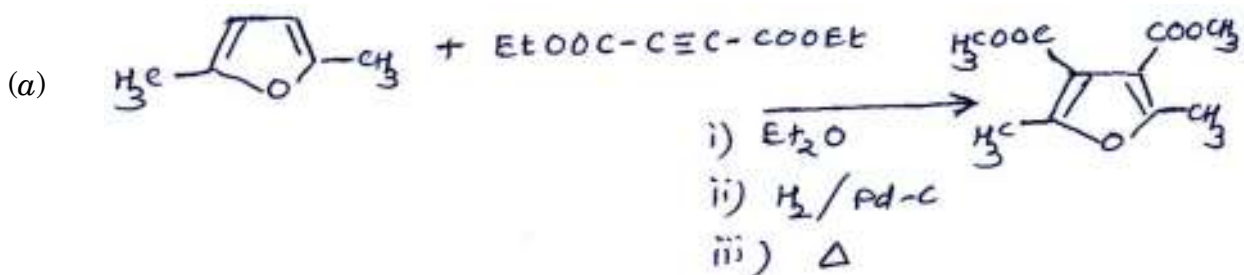 (a) H3C O CH3 + EtOOC-C≡C-COOEt H3COOC COOCH3 H3C O CH3
i) Et2O
ii) H2/Pd-C
iii) Δ